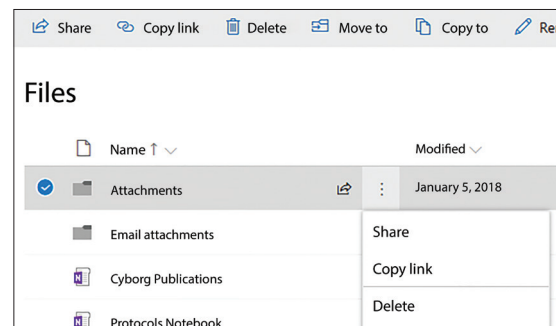 Share Copy link Delete Move to Copy to
Files
Name ↑ Modified
Attachments January 5, 2018
Share
Email attachments
Copy link
Cyborg Publications
Delete
Protocols Notebook